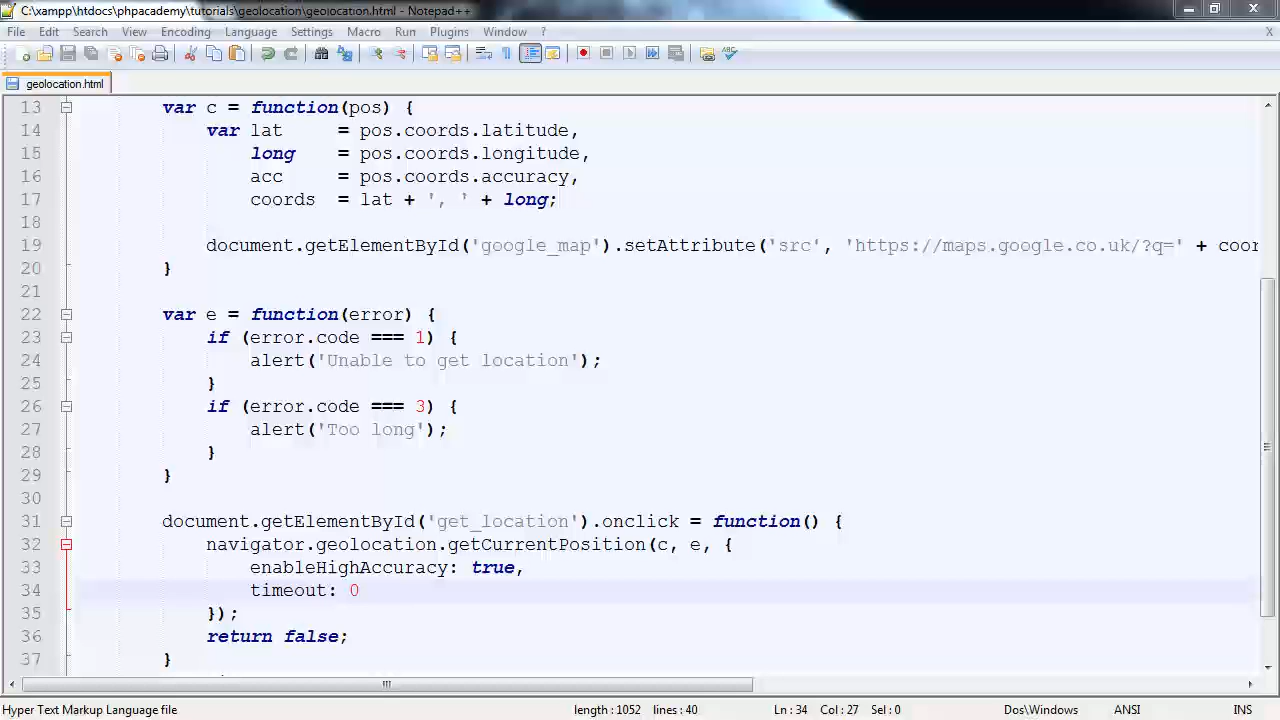 C:\xampp\htdocs\phpacademy\tutorials\geolocation\geolocation.html - Notepad++
File Edit Search View Encoding Language Settings Macro Run Plugins Window ? X
geolocation.html
13 var c = function(pos) {
14 var lat = pos.coords.latitude,
15 long = pos.coords.longitude,
16 acc = pos.coords.accuracy,
17 coords = lat + ', ' + long;
18
19 document.getElementById('google_map').setAttribute('src', 'https://maps.google.co.uk/?q=' + coor
20 }
21
22 var e = function(error) {
23 if (error.code === 1) {
24 alert('Unable to get location');
25 }
26 if (error.code === 3) {
27 alert('Too long');
28 }
29 }
30
31 document.getElementById('get_location').onclick = function() {
32 navigator.geolocation.getCurrentPosition(c, e, {
33 enableHighAccuracy: true,
34 timeout: 0
35 });
36 return false;
37 }
Hyper Text Markup Language file length : 1052 lines : 40 Ln : 34 Col : 27 Sel : 0 Dos\Windows ANSI INS